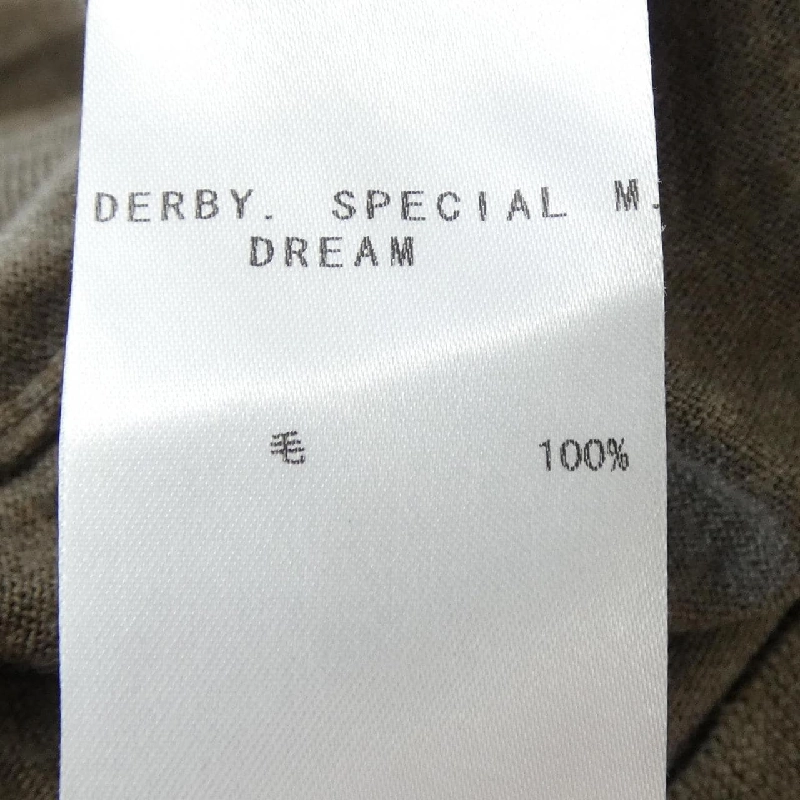 DERBY. SPECIAL M.
DREAM
毛 100%